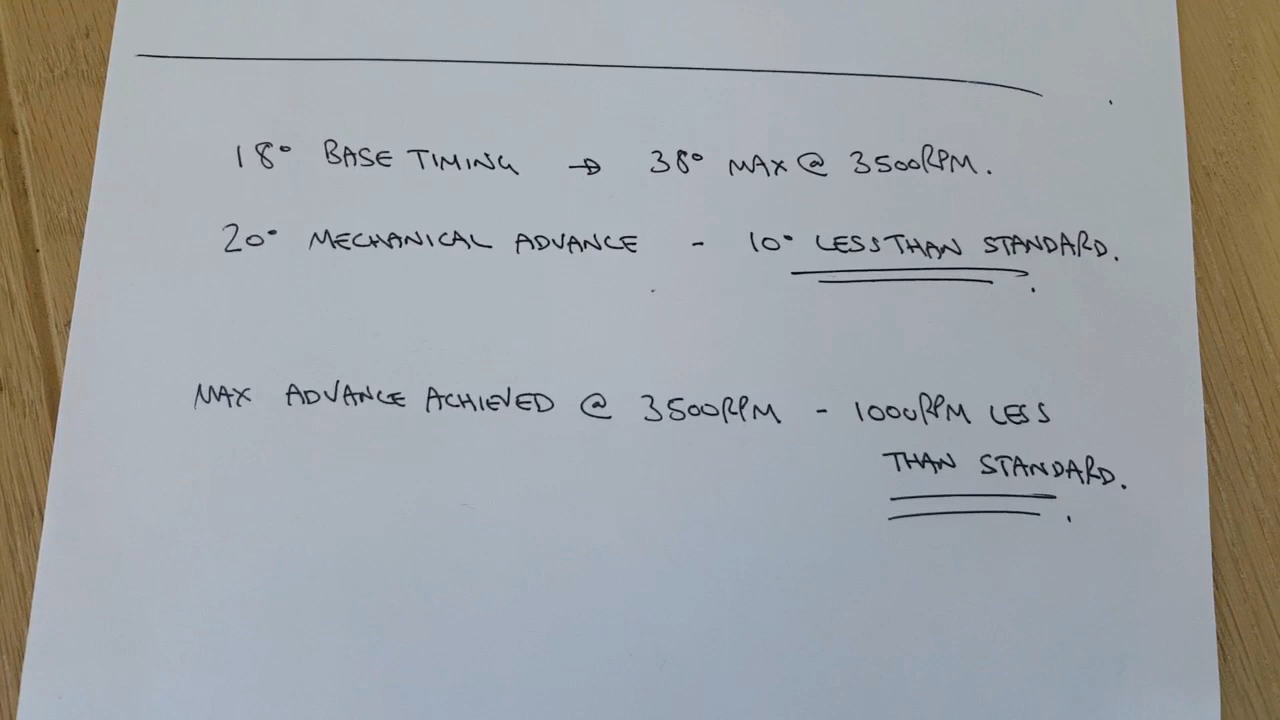 18° BASE TIMING → 38° MAX @ 3500RPM.
20° MECHANICAL ADVANCE - 10° LESS THAN STANDARD.
MAX ADVANCE ACHIEVED @ 3500RPM - 1000RPM LESS
THAN STANDARD.